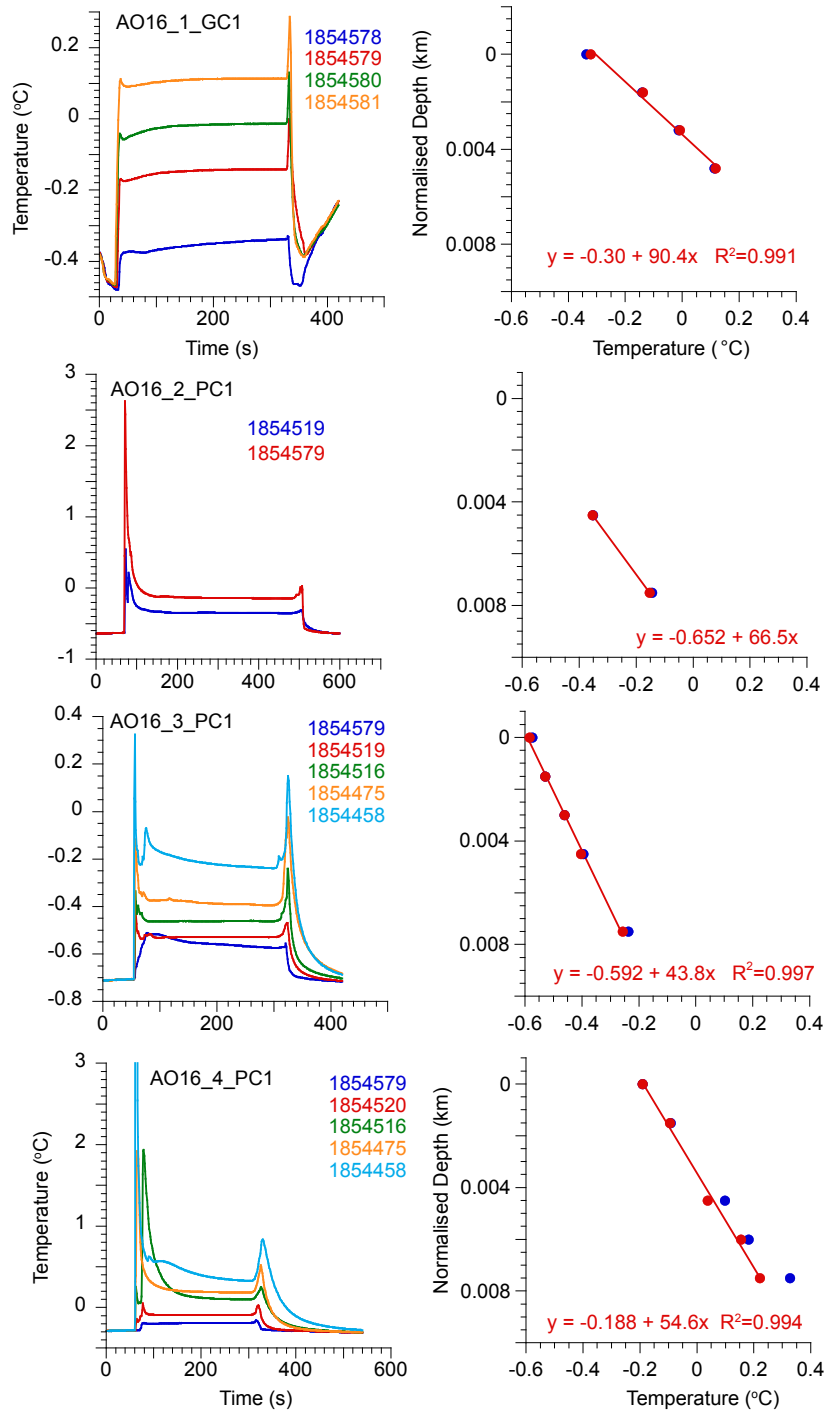 AO16_1_GC1
1854578
1854579
1854580
1854581
0.2
0
-0.2
-0.4
Temperature (°C)
0 200 400
Time (s)
0
0.004
0.008
Normalised Depth (km)
y = -0.30 + 90.4x R²=0.991
-0.6 -0.4 -0.2 0 0.2 0.4
Temperature ( °C)
AO16_2_PC1
1854519
1854579
3
2
1
0
-1
0 200 400 600
0
0.004
0.008
y = -0.652 + 66.5x
-0.6 -0.4 -0.2 0 0.2 0.4
AO16_3_PC1
1854579
1854519
1854516
1854475
1854458
0.4
0.2
0
-0.2
-0.4
-0.6
-0.8
0 200 400
0
0.004
0.008
y = -0.592 + 43.8x R²=0.997
-0.6 -0.4 -0.2 0 0.2 0.4
AO16_4_PC1
1854579
1854520
1854516
1854475
1854458
3
2
1
0
Temperature (°C)
0 200 400 600
Time (s)
0
0.004
0.008
Normalised Depth (km)
y = -0.188 + 54.6x R²=0.994
-0.6 -0.4 -0.2 0 0.2 0.4
Temperature (°C)